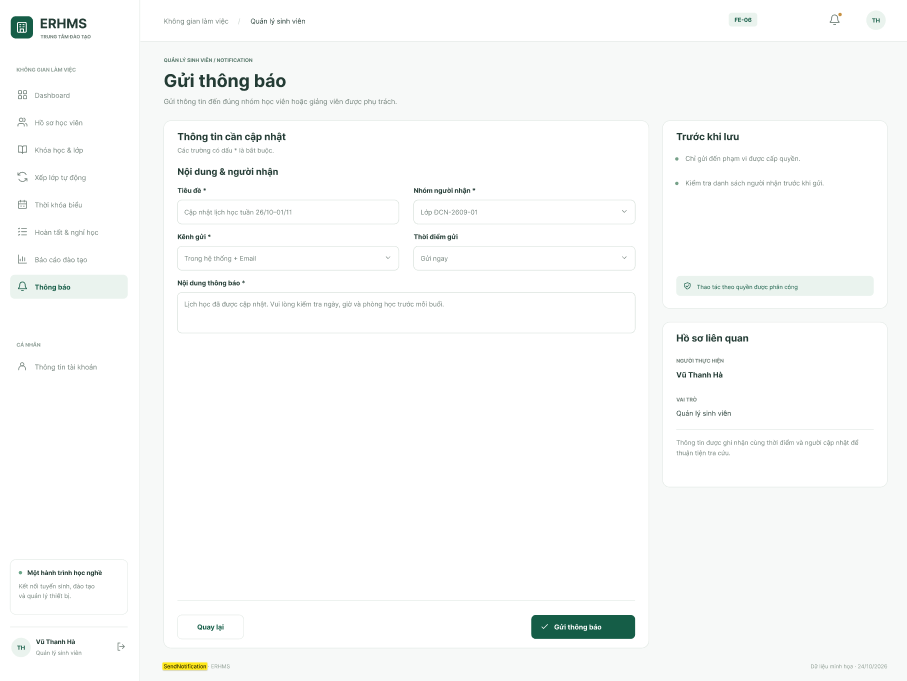 ERHMS
TRUNG TÂM ĐÀO TẠO
KHÔNG GIAN LÀM VIỆC
Dashboard
Hồ sơ học viên
Khóa học & lớp
Xếp lớp tự động
Thời khóa biểu
Hoàn tất & nghỉ học
Báo cáo đào tạo
Thông báo
CÁ NHÂN
Thông tin tài khoản
Một hành trình học nghề
Kết nối tuyển sinh, đào tạo
và quản lý thiết bị.
TH
Vũ Thanh Hà
Quản lý sinh viên
Không gian làm việc / Quản lý sinh viên
FE-06
TH
QUẢN LÝ SINH VIÊN / NOTIFICATION
Gửi thông báo
Gửi thông tin đến đúng nhóm học viên hoặc giảng viên được phụ trách.
Thông tin cần cập nhật
Các trường có dấu * là bắt buộc.
Nội dung & người nhận
Tiêu đề *
Cập nhật lịch học tuần 26/10–01/11
Nhóm người nhận *
Lớp ĐCN-2609-01
Kênh gửi *
Trong hệ thống + Email
Thời điểm gửi
Gửi ngay
Nội dung thông báo *
Lịch học đã được cập nhật. Vui lòng kiểm tra ngày, giờ và phòng học trước mỗi buổi.
Quay lại
Gửi thông báo
Trước khi lưu
Chỉ gửi đến phạm vi được cấp quyền.
Kiểm tra danh sách người nhận trước khi gửi.
Thao tác theo quyền được phân công
Hồ sơ liên quan
NGƯỜI THỰC HIỆN
Vũ Thanh Hà
VAI TRÒ
Quản lý sinh viên
Thông tin được ghi nhận cùng thời điểm và người cập nhật để
thuận tiện tra cứu.
SendNotification ERHMS
Dữ liệu minh họa · 24/10/2026